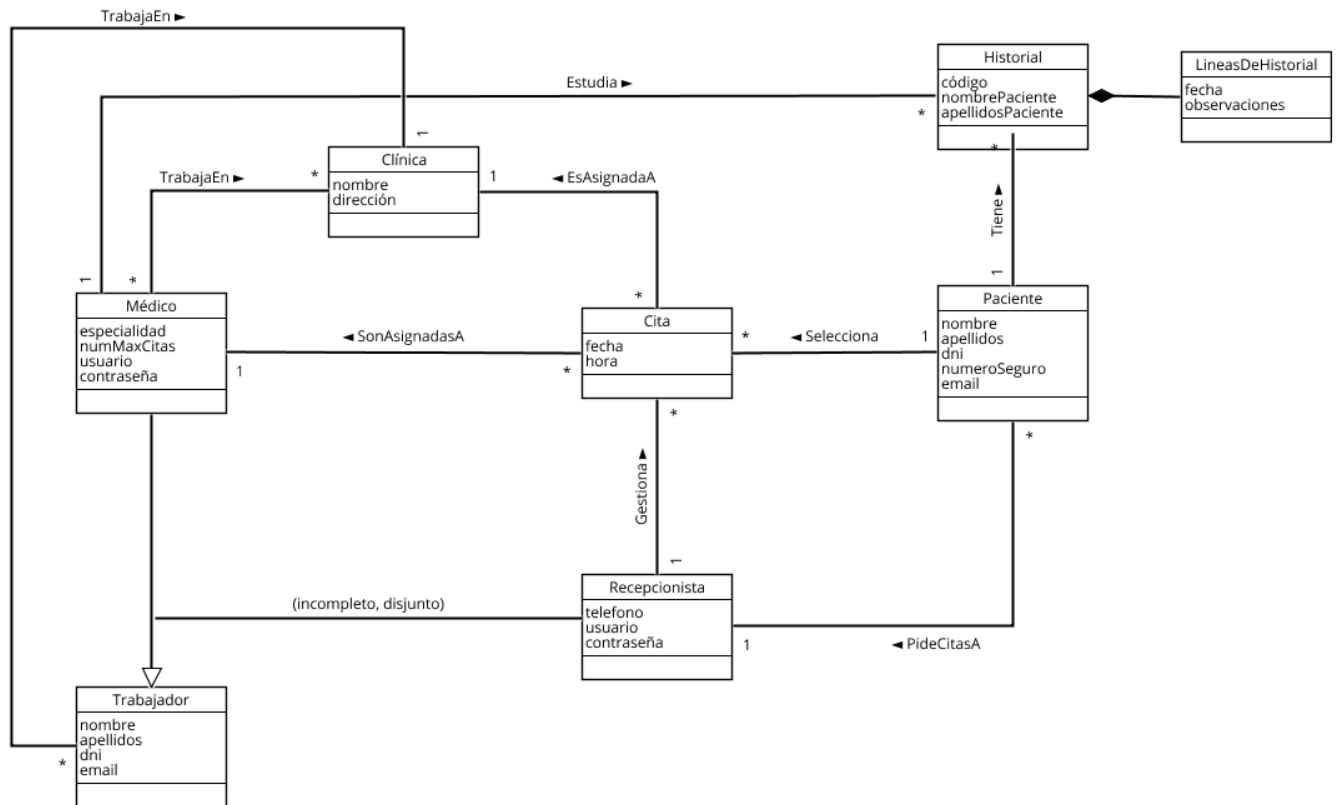 TrabajaEn ►
Historial
código
nombrePaciente
apellidosPaciente
LineasDeHistorial
fecha
observaciones
Estudia ►
*
*
1
Clínica
nombre
dirección
TrabajaEn ►
*
1
◄ EsAsignadaA
Tiene ►
1
*
1
*
Médico
especialidad
numMaxCitas
usuario
contraseña
Cita
fecha
hora
Paciente
nombre
apellidos
dni
numeroSeguro
email
◄ SonAsignadasA
1
*
*
◄ Selecciona
1
*
*
Gestiona ►
1
Recepcionista
telefono
usuario
contraseña
(incompleto, disjunto)
1
◄ PideCitasA
Trabajador
nombre
apellidos
dni
email
*